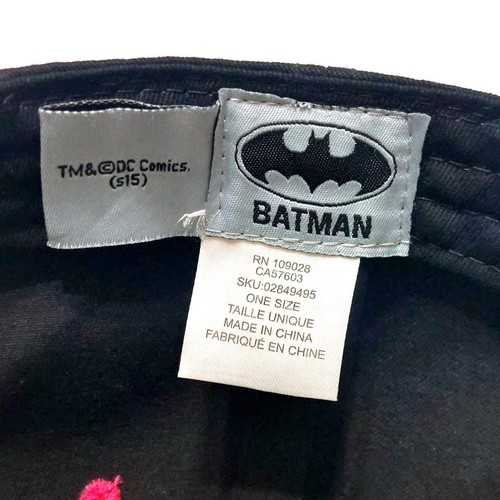 TM&©DC Comics.
(s15)
BATMAN
RN 109028
CA57603
SKU:02849495
ONE SIZE
TAILLE UNIQUE
MADE IN CHINA
FABRIQUÉ EN CHINE